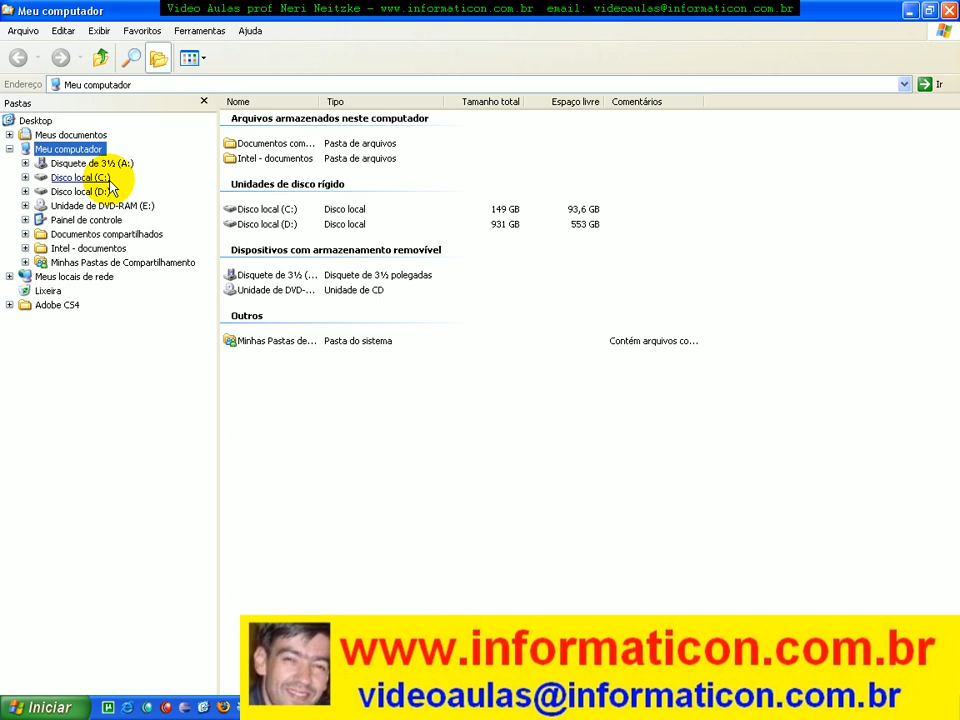 Meu computador
Video Aulas prof Neri Neitzke - www.informaticon.com.br email: videoaulas@informaticon.com.br
Arquivo Editar Exibir Favoritos Ferramentas Ajuda
Endereço Meu computador Ir
Pastas
Desktop
Meus documentos
Meu computador
Disquete de 3½ (A:)
Disco local (C:)
Disco local (D:)
Unidade de DVD-RAM (E:)
Painel de controle
Documentos compartilhados
Intel - documentos
Minhas Pastas de Compartilhamento
Meus locais de rede
Lixeira
Adobe CS4
Nome Tipo Tamanho total Espaço livre Comentários
Arquivos armazenados neste computador
Documentos com... Pasta de arquivos
Intel - documentos Pasta de arquivos
Unidades de disco rígido
Disco local (C:) Disco local 149 GB 93,6 GB
Disco local (D:) Disco local 931 GB 553 GB
Dispositivos com armazenamento removível
Disquete de 3½ (... Disquete de 3½ polegadas
Unidade de DVD-... Unidade de CD
Outros
Minhas Pastas de... Pasta do sistema Contém arquivos co...
www.informaticon.com.br
videoaulas@informaticon.com.br
Iniciar